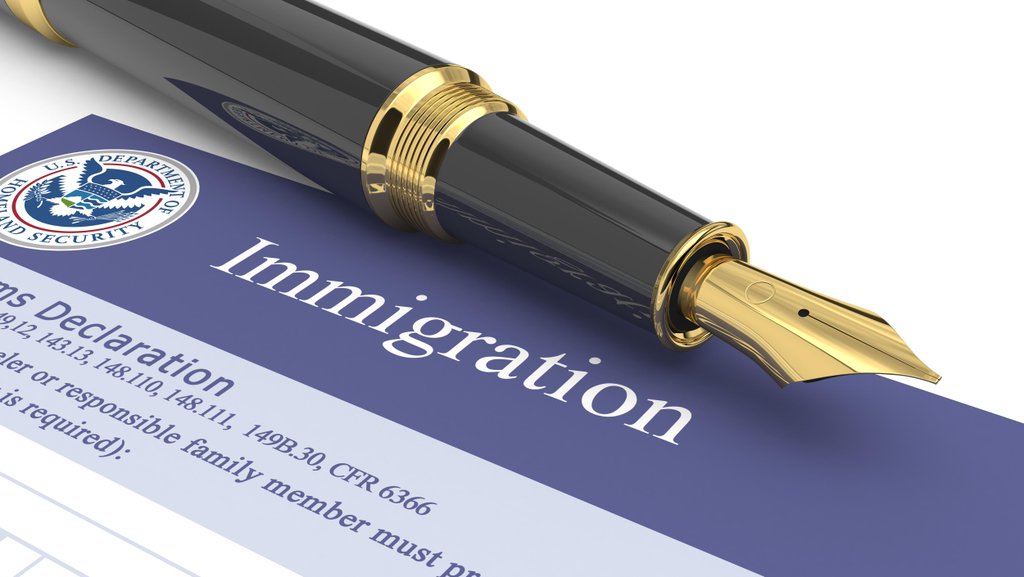 U.S. DEPARTMENT OF
HOMELAND SECURITY
Immigration
ms Declaration
49.12, 143.13, 148.110, 148.111, 149B.30, CFR 6366
eler or responsible family member must pr
is required):